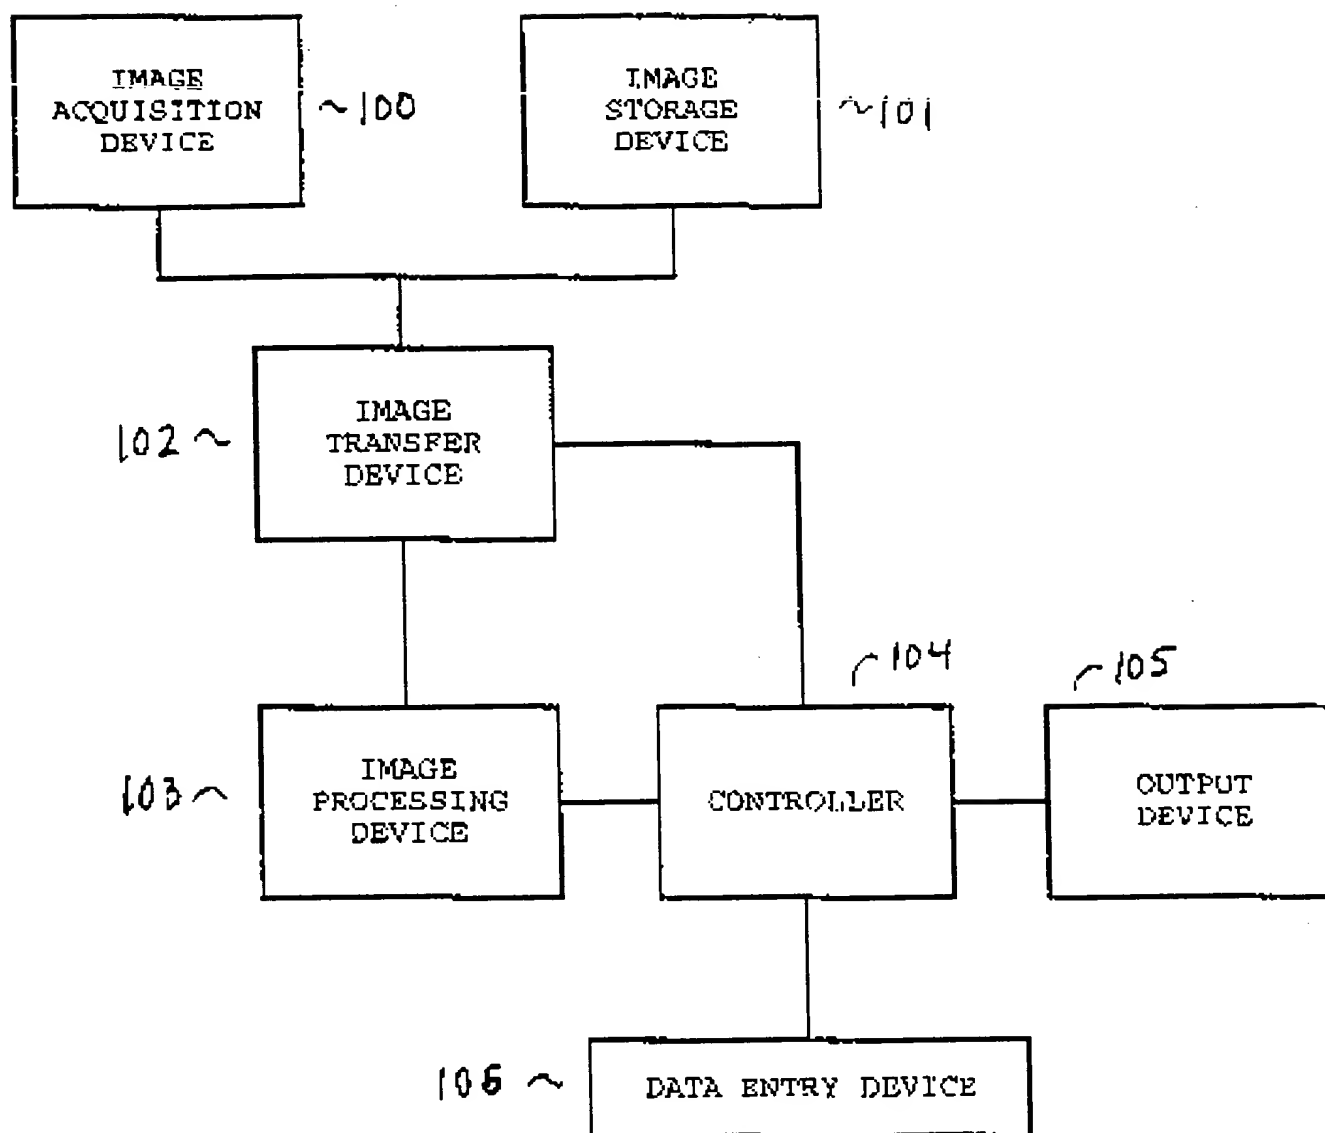 IMAGE
ACQUISITION
DEVICE
~100
IMAGE
STORAGE
DEVICE
~101
IMAGE
TRANSFER
DEVICE
102 ~
104
105
IMAGE
PROCESSING
DEVICE
103 ~
CONTROLLER
OUTPUT
DEVICE
106 ~
DATA ENTRY DEVICE